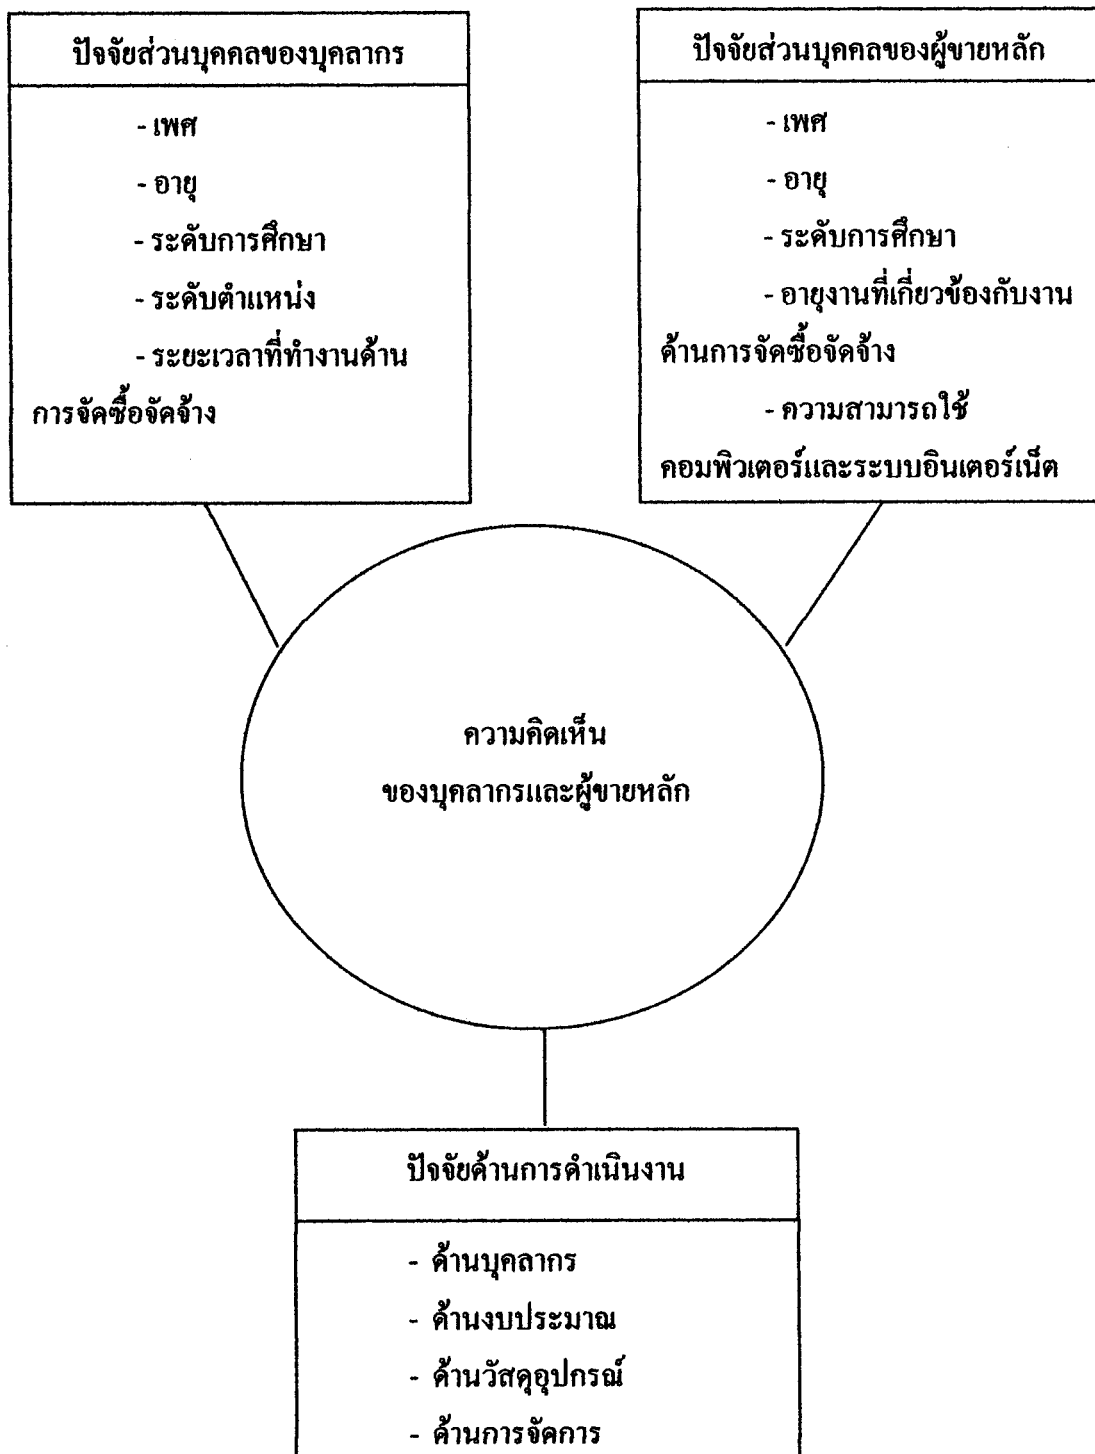 ปัจจัยส่วนบุคคลของบุคลากร
- เพศ
- อายุ
- ระดับการศึกษา
- ระดับตำแหน่ง
- ระยะเวลาที่ทำงานด้าน
การจัดซื้อจัดจ้าง
ปัจจัยส่วนบุคคลของผู้ขายหลัก
- เพศ
- อายุ
- ระดับการศึกษา
- อายุงานที่เกี่ยวข้องกับงาน
ด้านการจัดซื้อจัดจ้าง
- ความสามารถใช้
คอมพิวเตอร์และระบบอินเตอร์เน็ต
ความคิดเห็น
ของบุคลากรและผู้ขายหลัก
ปัจจัยด้านการดำเนินงาน
- ด้านบุคลากร
- ด้านงบประมาณ
- ด้านวัสดุอุปกรณ์
- ด้านการจัดการ